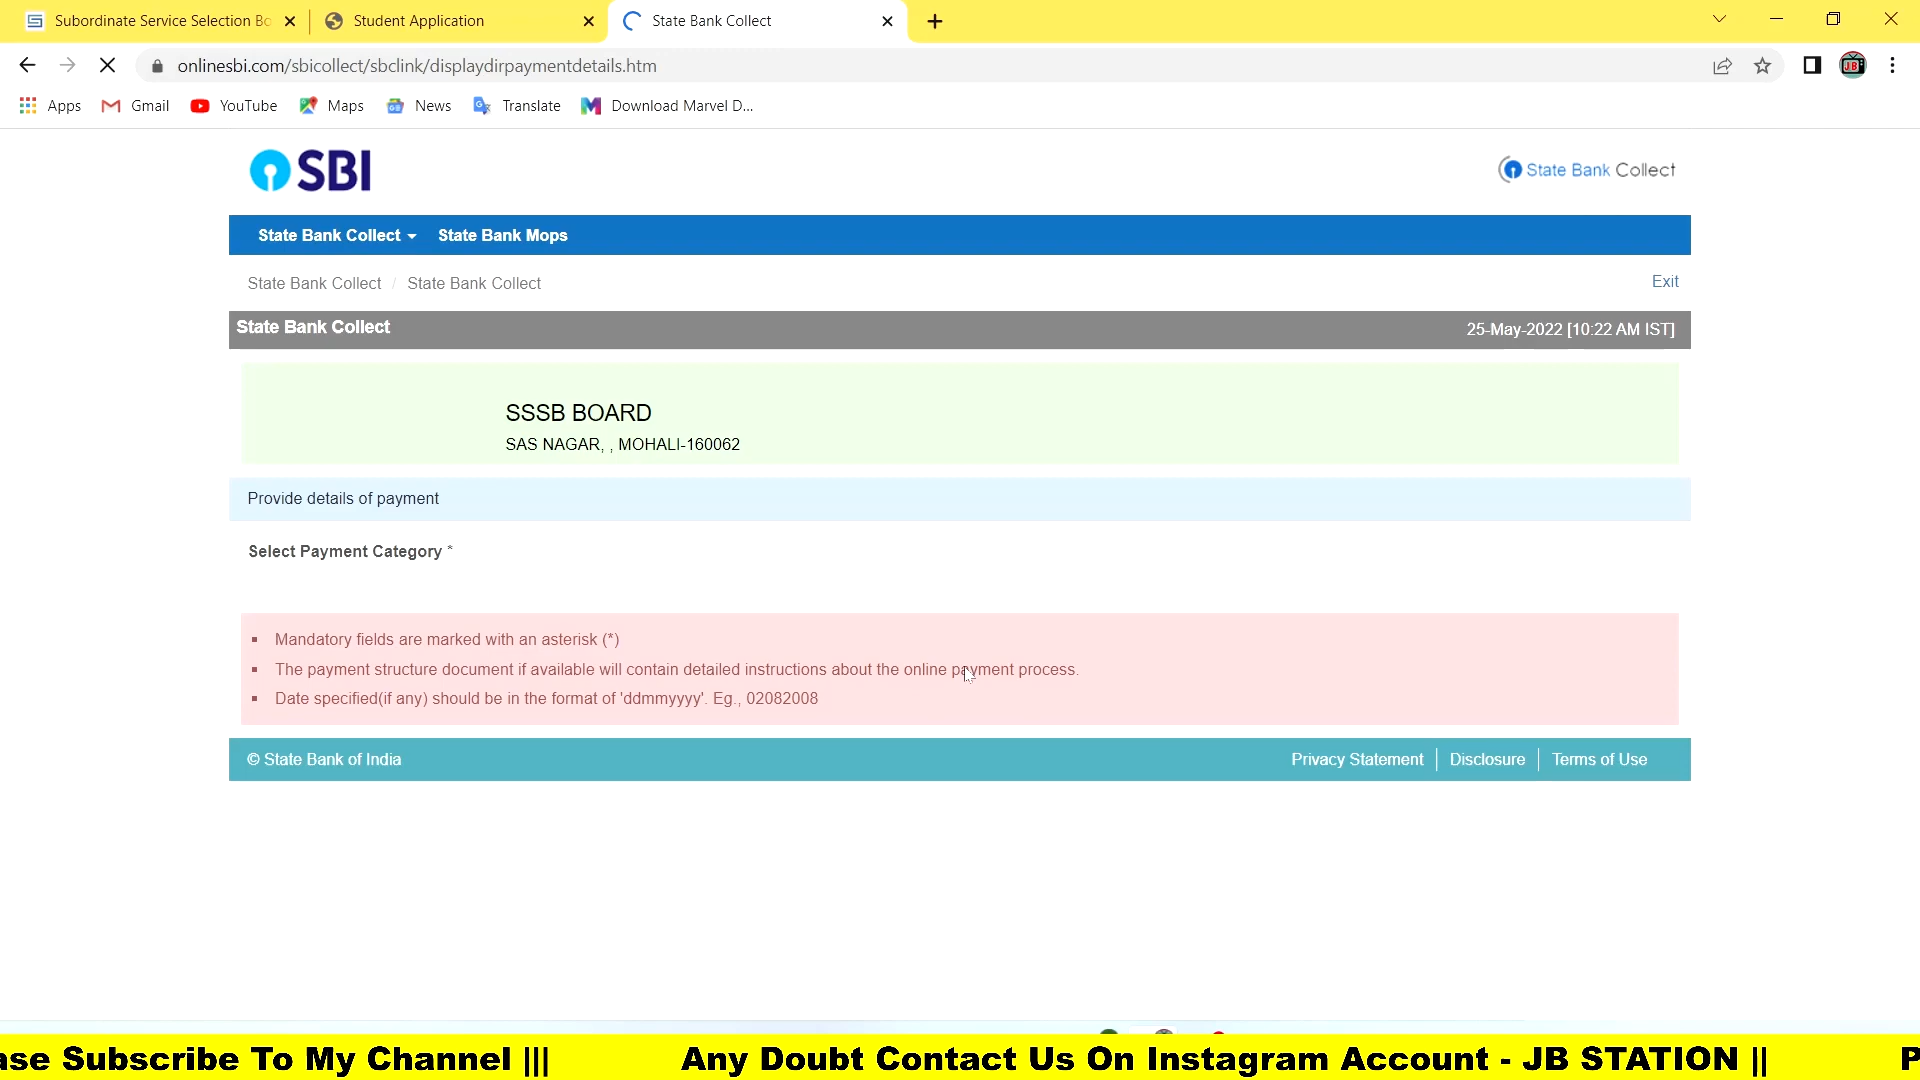 Subordinate Service Selection Bo
Student Application
State Bank Collect
onlinesbi.com/sbicollect/sbclink/displaydirpaymentdetails.htm
JB
Apps
Gmail
YouTube
Maps
News
Translate
Download Marvel D...
SBI
State Bank Collect
State Bank Collect
State Bank Mops
State Bank Collect / State Bank Collect
Exit
State Bank Collect
25-May-2022 [10:22 AM IST]
SSSB BOARD
SAS NAGAR, , MOHALI-160062
Provide details of payment
Select Payment Category *
Mandatory fields are marked with an asterisk (*)
The payment structure document if available will contain detailed instructions about the online payment process.
Date specified(if any) should be in the format of 'ddmmyyyy'. Eg., 02082008
© State Bank of India
Privacy Statement
Disclosure
Terms of Use
ase Subscribe To My Channel ||| Any Doubt Contact Us On Instagram Account - JB STATION || P